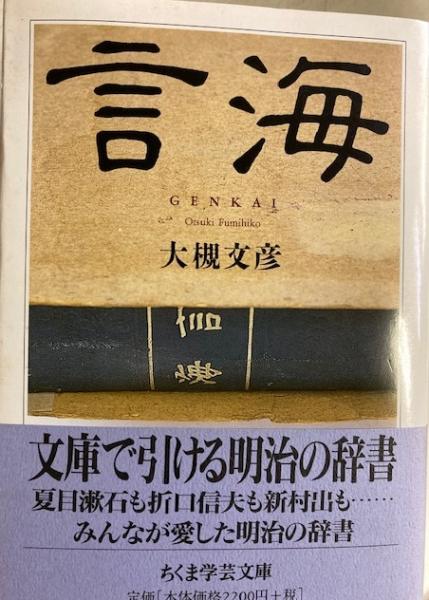 言海
GENKAI
Otsuki Fumihiko
大槻文彦
言海
文庫で引ける明治の辞書
夏目漱石も折口信夫も新村出も……
みんなが愛した明治の辞書
ちくま学芸文庫
定価[本体価格2200円+税]